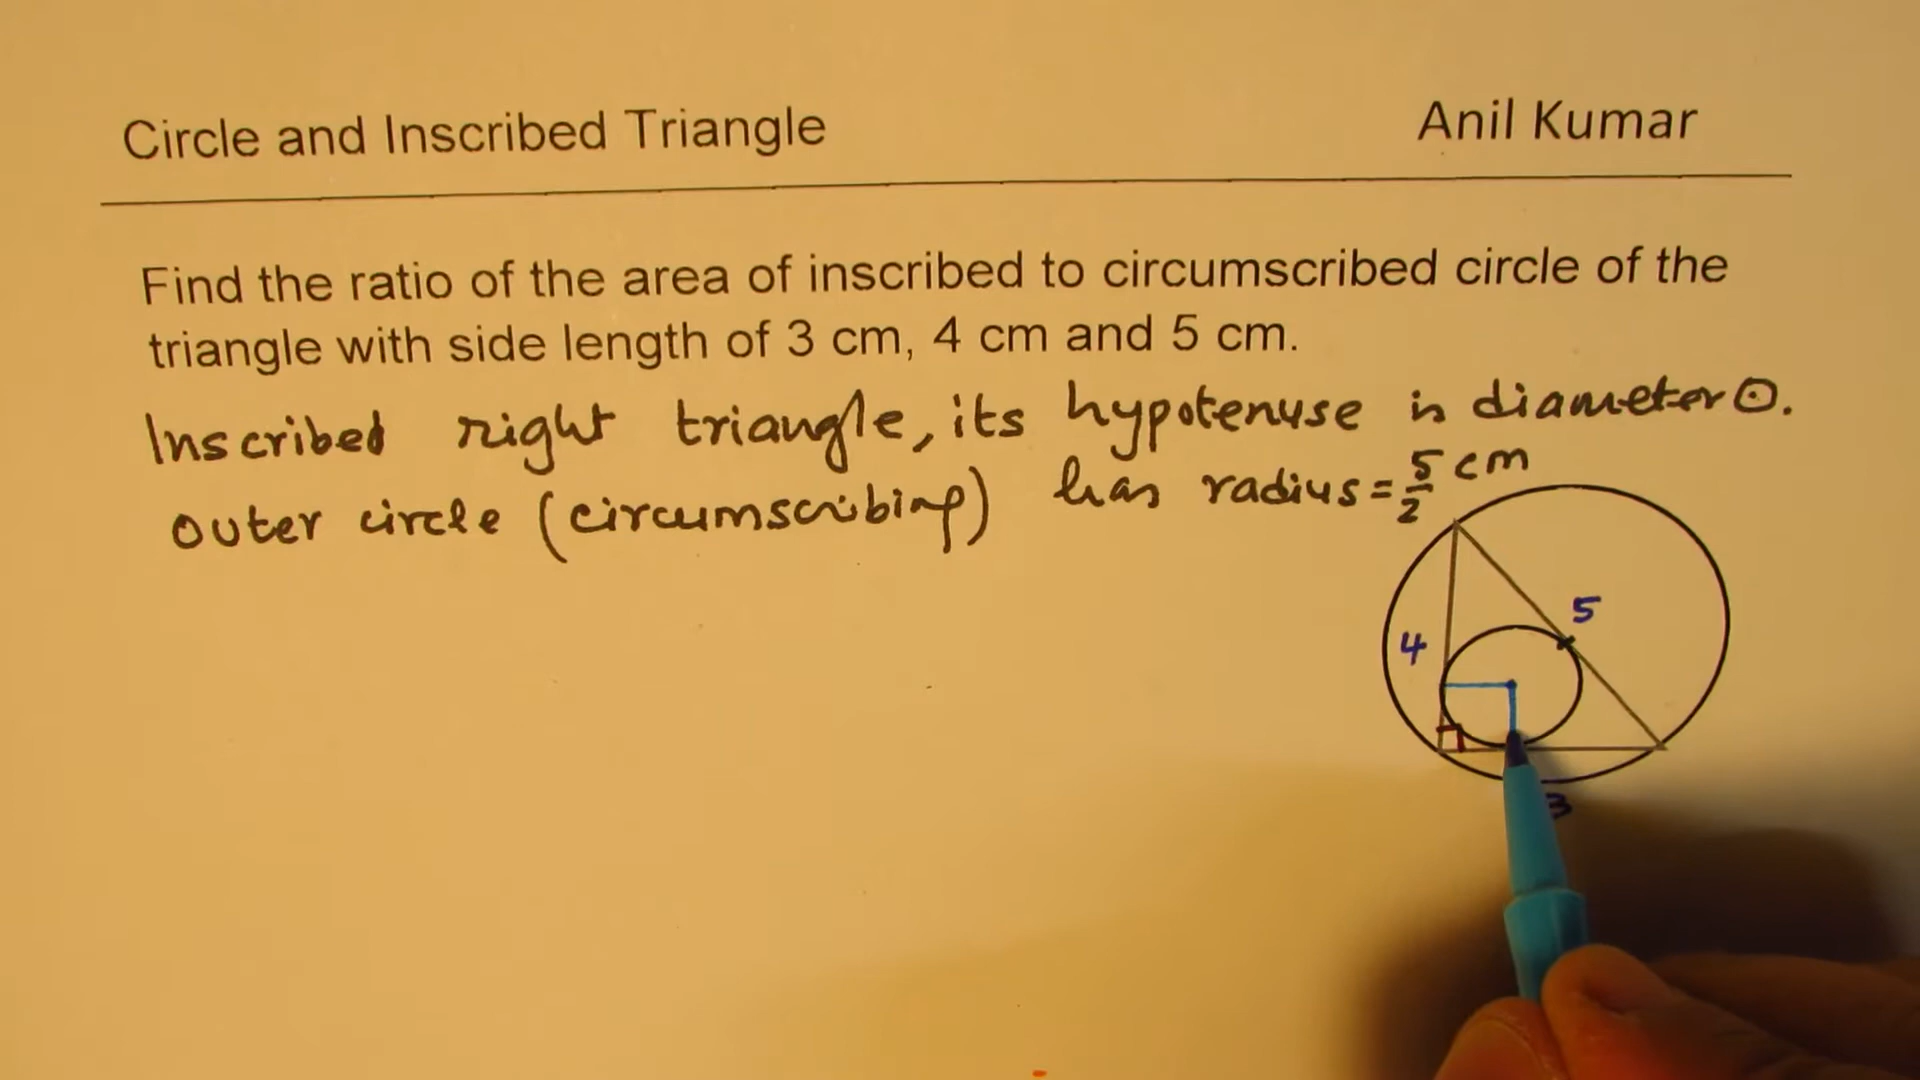 Circle and Inscribed Triangle
Anil Kumar
Find the ratio of the area of inscribed to circumscribed circle of the
triangle with side length of 3 cm, 4 cm and 5 cm.
Inscribed right triangle, its hypotenuse is diameter ⊙.
outer circle (circumscribing) has radius = 5/2 cm
5
4
3